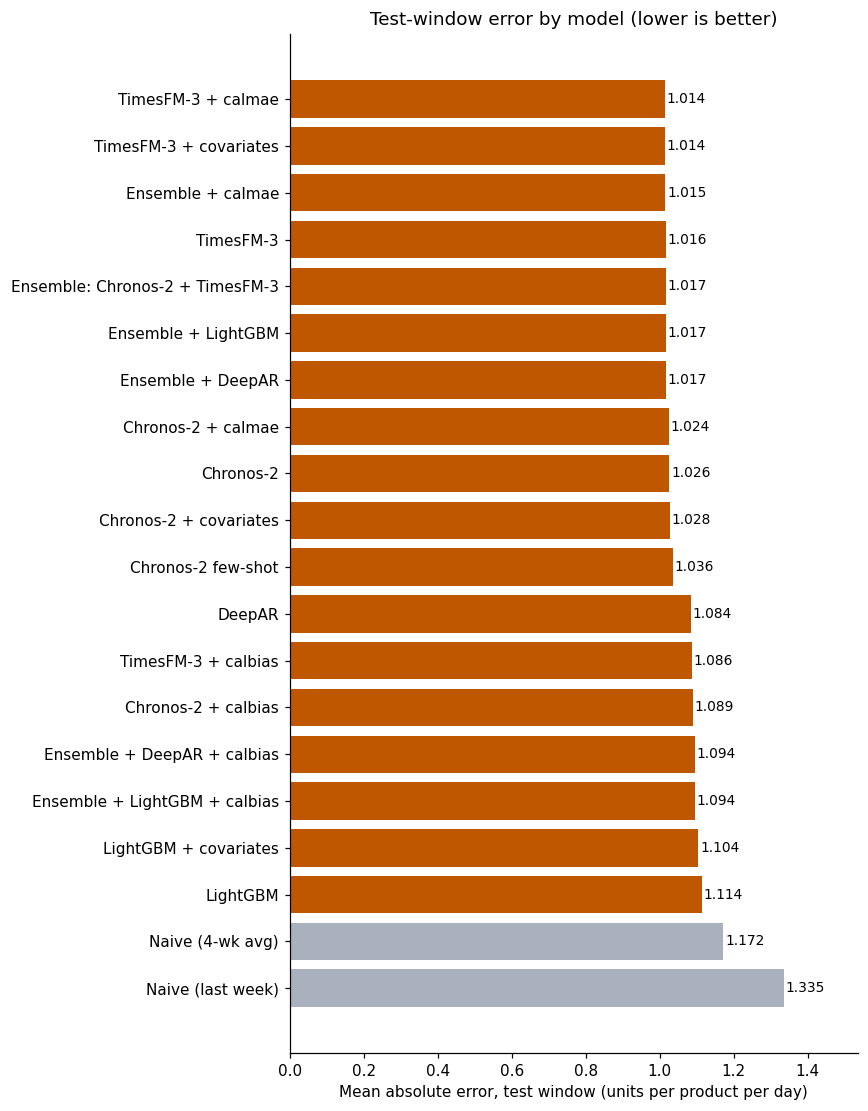 Test-window error by model (lower is better)
TimesFM-3 + calmae 1.014
TimesFM-3 + covariates 1.014
Ensemble + calmae 1.015
TimesFM-3 1.016
Ensemble: Chronos-2 + TimesFM-3 1.017
Ensemble + LightGBM 1.017
Ensemble + DeepAR 1.017
Chronos-2 + calmae 1.024
Chronos-2 1.026
Chronos-2 + covariates 1.028
Chronos-2 few-shot 1.036
DeepAR 1.084
TimesFM-3 + calbias 1.086
Chronos-2 + calbias 1.089
Ensemble + DeepAR + calbias 1.094
Ensemble + LightGBM + calbias 1.094
LightGBM + covariates 1.104
LightGBM 1.114
Naive (4-wk avg) 1.172
Naive (last week) 1.335
0.0 0.2 0.4 0.6 0.8 1.0 1.2 1.4
Mean absolute error, test window (units per product per day)